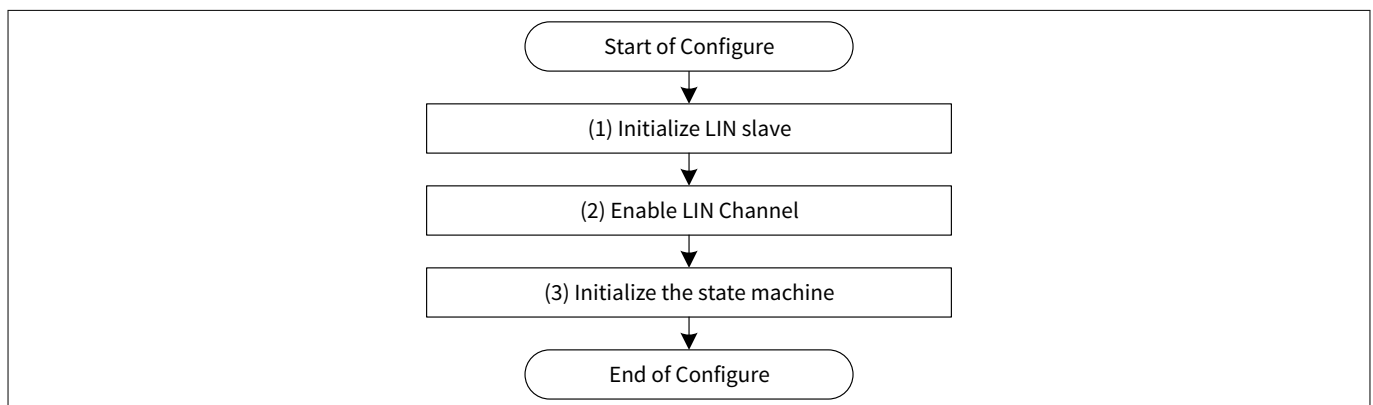 Start of Configure
(1) Initialize LIN slave
(2) Enable LIN Channel
(3) Initialize the state machine
End of Configure